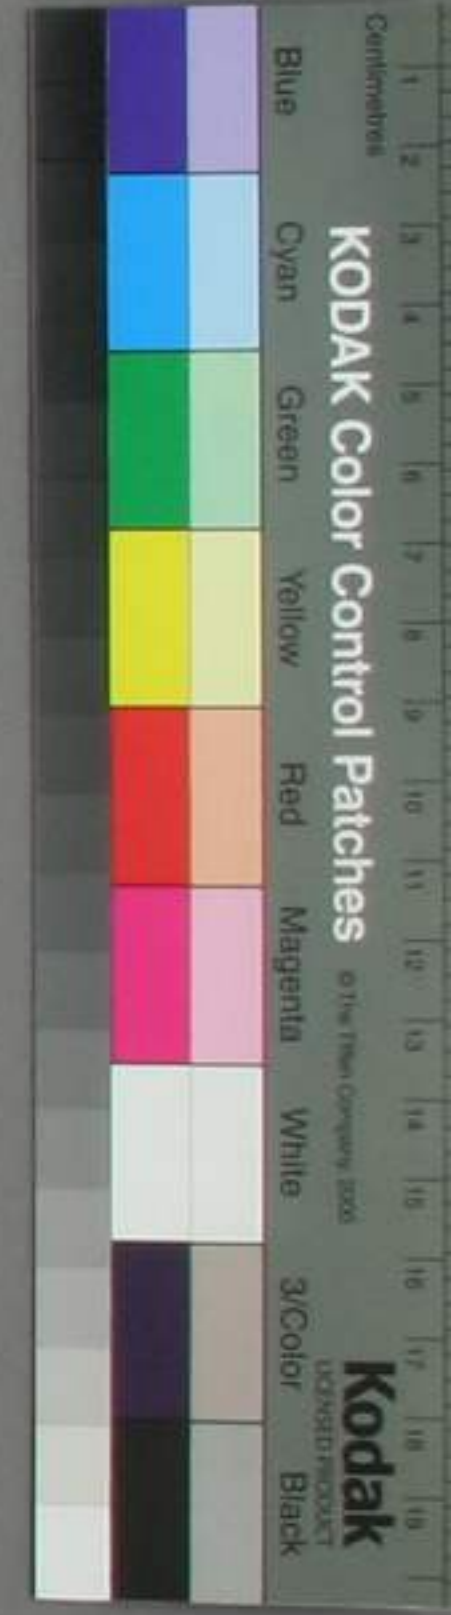 Centimetres
1 2 3 4 5 6 7 8 9 10 11 12 13 14 15 16 17 18 19
KODAK Color Control Patches © The Tiffen Company, 2000 Kodak
LICENSED PRODUCT
Blue Cyan Green Yellow Red Magenta White 3/Color Black